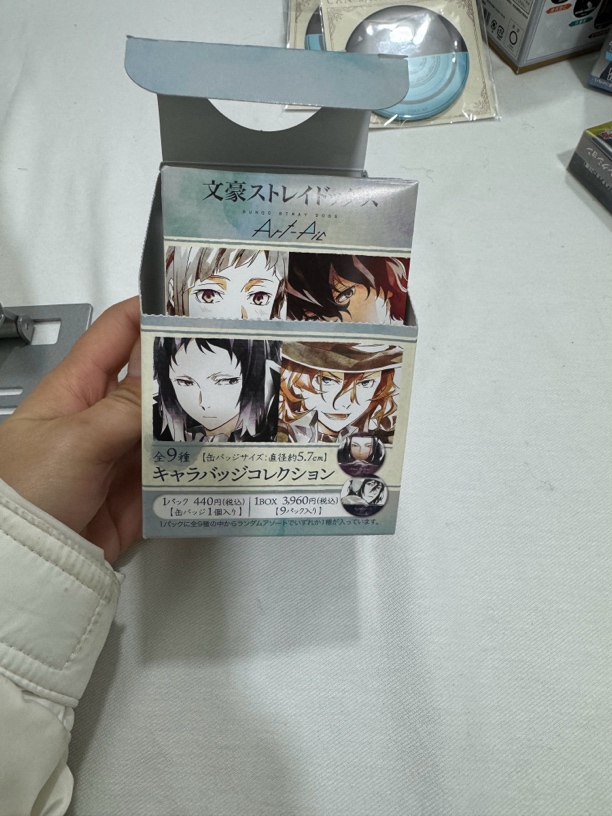 文豪ストレイドッグス
BUNGO STRAY DOGS
Art-Pic
全9種 【缶バッジサイズ:直径約5.7cm】
キャラバッジコレクション
1パック 440円(税込) 1BOX 3,960円(税込)
【缶バッジ1個入り】 【9パック入り】
1パックに全9種の中からランダムアソートでいずれか1種が入っています。